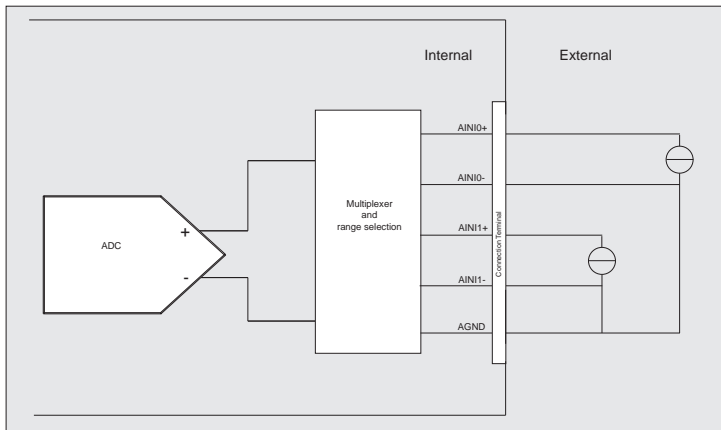 Internal
External
AINI0+
AINI0-
Multiplexer
and
range selection
AINI1+
Connection Terminal
ADC
+
-
AINI1-
AGND